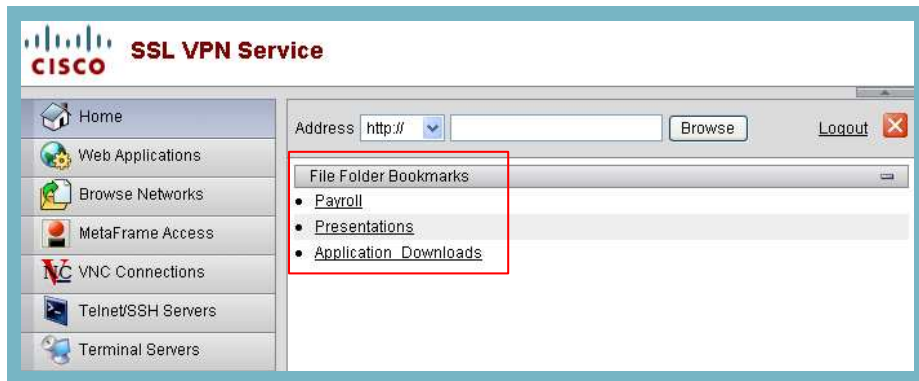 CISCO
SSL VPN Service
Home
Web Applications
Browse Networks
MetaFrame Access
VNC Connections
Telnet/SSH Servers
Terminal Servers
Address http:// Browse Logout
File Folder Bookmarks
Payroll
Presentations
Application_Downloads